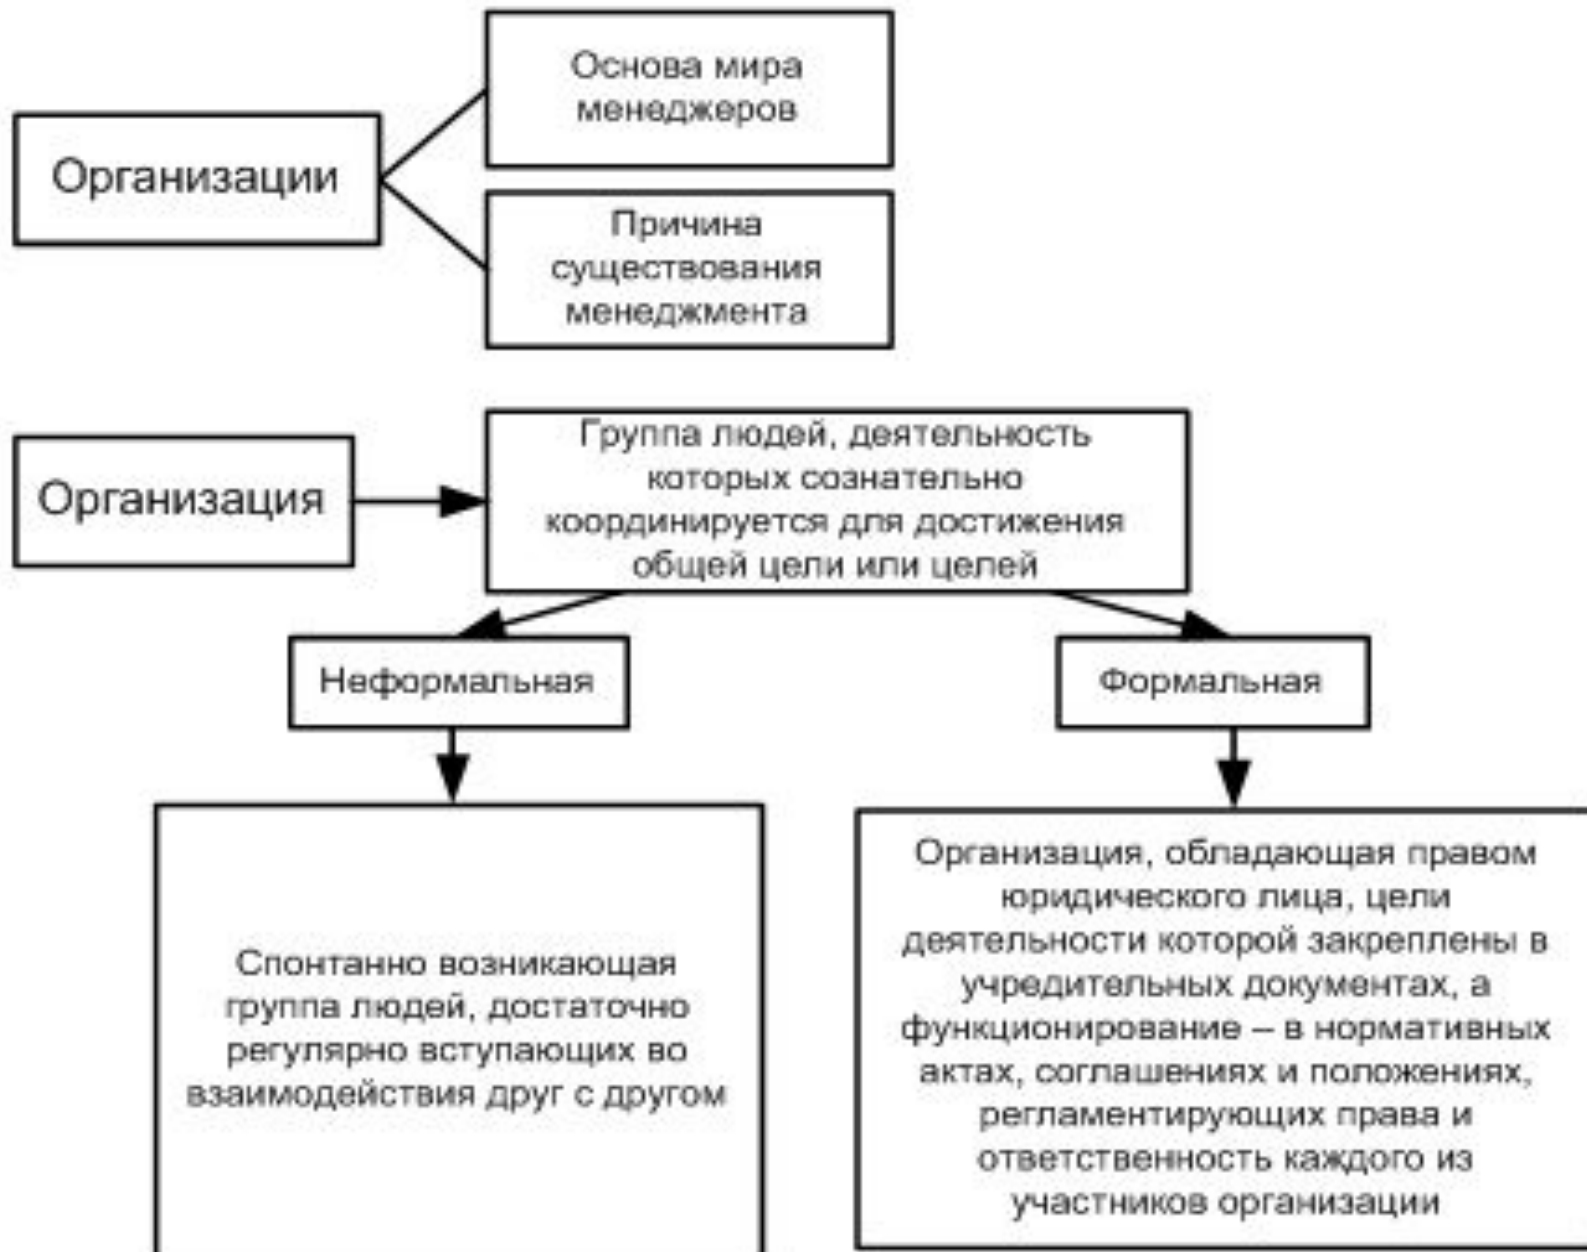 Основа мира
менеджеров
Организации
Причина
существования
менеджмента
Группа людей, деятельность
которых сознательно
координируется для достижения
общей цели или целей
Организация
Неформальная
Формальная
Спонтанно возникающая
группа людей, достаточно
регулярно вступающих во
взаимодействия друг с другом
Организация, обладающая правом
юридического лица, цели
деятельности которой закреплены в
учредительных документах, а
функционирование – в нормативных
актах, соглашениях и положениях,
регламентирующих права и
ответственность каждого из
участников организации